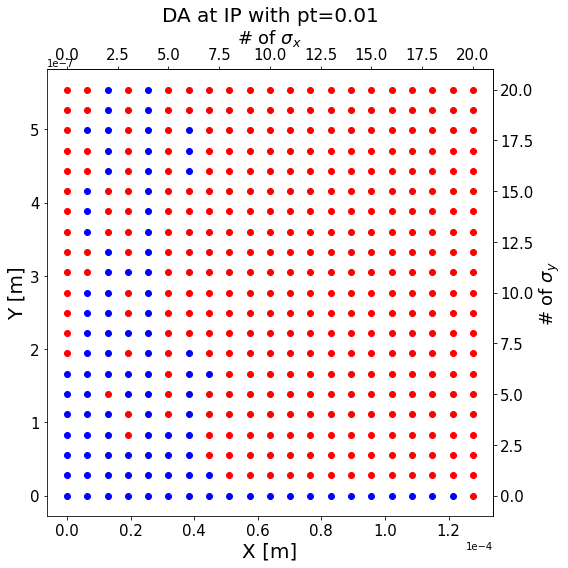 DA at IP with pt=0.01
# of σx
0.0 2.5 5.0 7.5 10.0 12.5 15.0 17.5 20.0
1e−7
5
4
3
2
1
0
Y [m]
20.0
17.5
15.0
12.5
10.0
7.5
5.0
2.5
0.0
# of σy
0.0 0.2 0.4 0.6 0.8 1.0 1.2
1e−4
X [m]